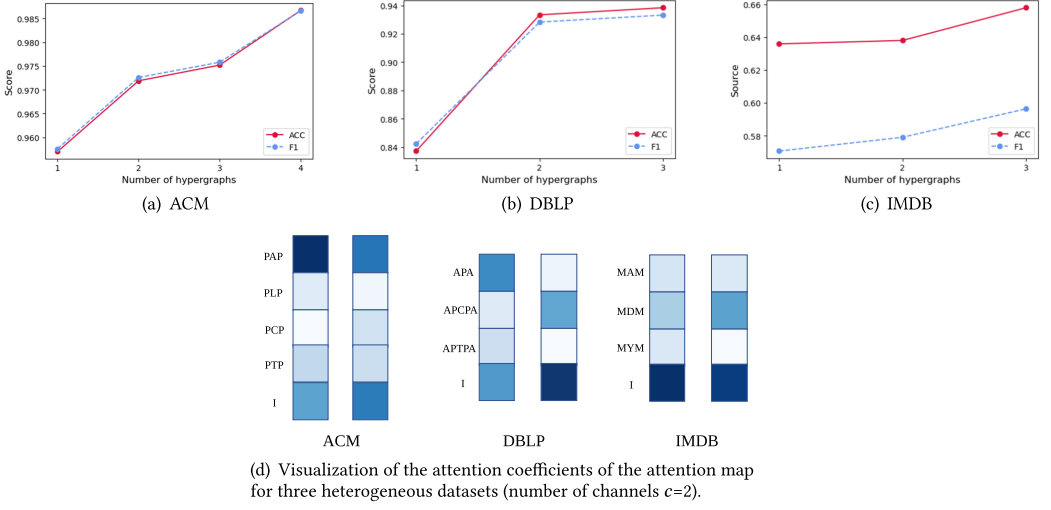 0.985
0.980
0.975
0.970
0.965
0.960
Score
1 2 3 4
Number of hypergraphs
ACC
F1
(a) ACM
0.94
0.92
0.90
0.88
0.86
0.84
Score
1 2 3
Number of hypergraphs
ACC
F1
(b) DBLP
0.66
0.64
0.62
0.60
0.58
Source
1 2 3
Number of hypergraphs
ACC
F1
(c) IMDB
PAP
PLP
PCP
PTP
I
ACM
APA
APCPA
APTPA
I
DBLP
MAM
MDM
MYM
I
IMDB
(d) Visualization of the attention coefficients of the attention map
for three heterogeneous datasets (number of channels c=2).